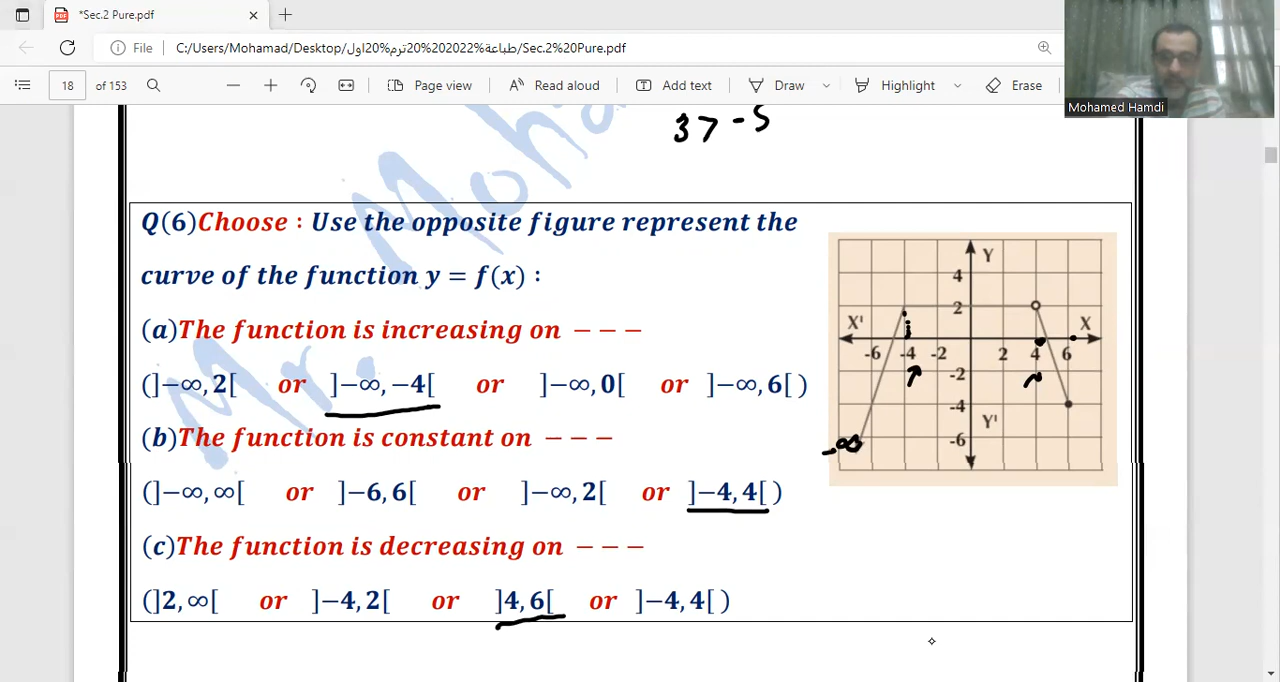 *Sec.2 Pure.pdf
File C:/Users/Mohamad/Desktop/طباعة%202022%20ترم%20اول/Sec.2%20Pure.pdf
18 of 153 Page view Read aloud Add text Draw Highlight Erase
Mohamed Hamdi
37 - 5
Mr. Moha
Q(6)Choose : Use the opposite figure represent the
curve of the function y = f(x) :
(a)The function is increasing on − − −
(]−∞, 2[ or ]−∞, −4[ or ]−∞, 0[ or ]−∞, 6[ )
(b)The function is constant on − − −
(]−∞, ∞[ or ]−6, 6[ or ]−∞, 2[ or ]−4, 4[ )
(c)The function is decreasing on − − −
(]2, ∞[ or ]−4, 2[ or ]4, 6[ or ]−4, 4[ )
Y
4
2
X' X
-6 -4 -2 2 4 6
-2
-4
Y'
-6
-∞